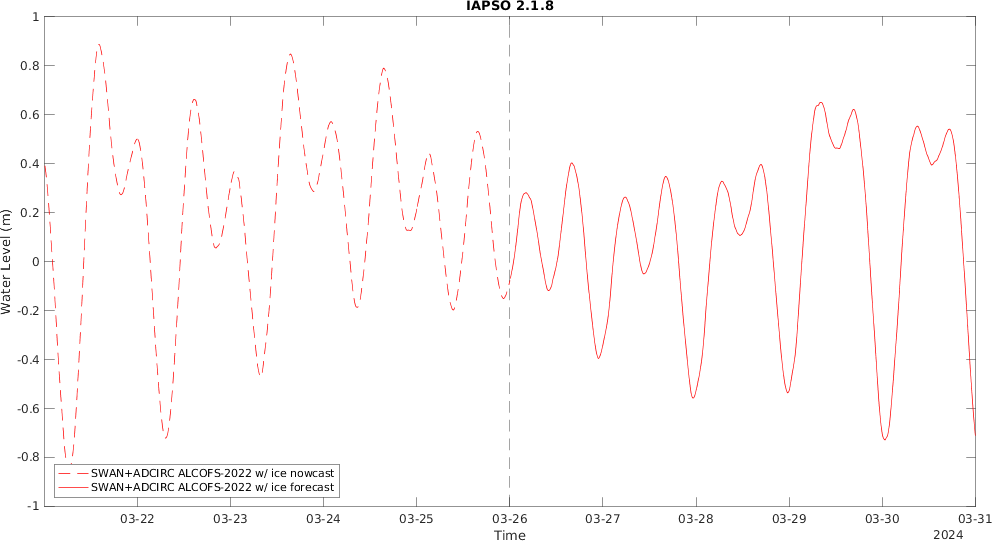 IAPSO 2.1.8
1
0.8
0.6
0.4
0.2
0
-0.2
-0.4
-0.6
-0.8
-1
Water Level (m)
SWAN+ADCIRC ALCOFS-2022 w/ ice nowcast
SWAN+ADCIRC ALCOFS-2022 w/ ice forecast
03-22 03-23 03-24 03-25 03-26 03-27 03-28 03-29 03-30 03-31
Time
2024